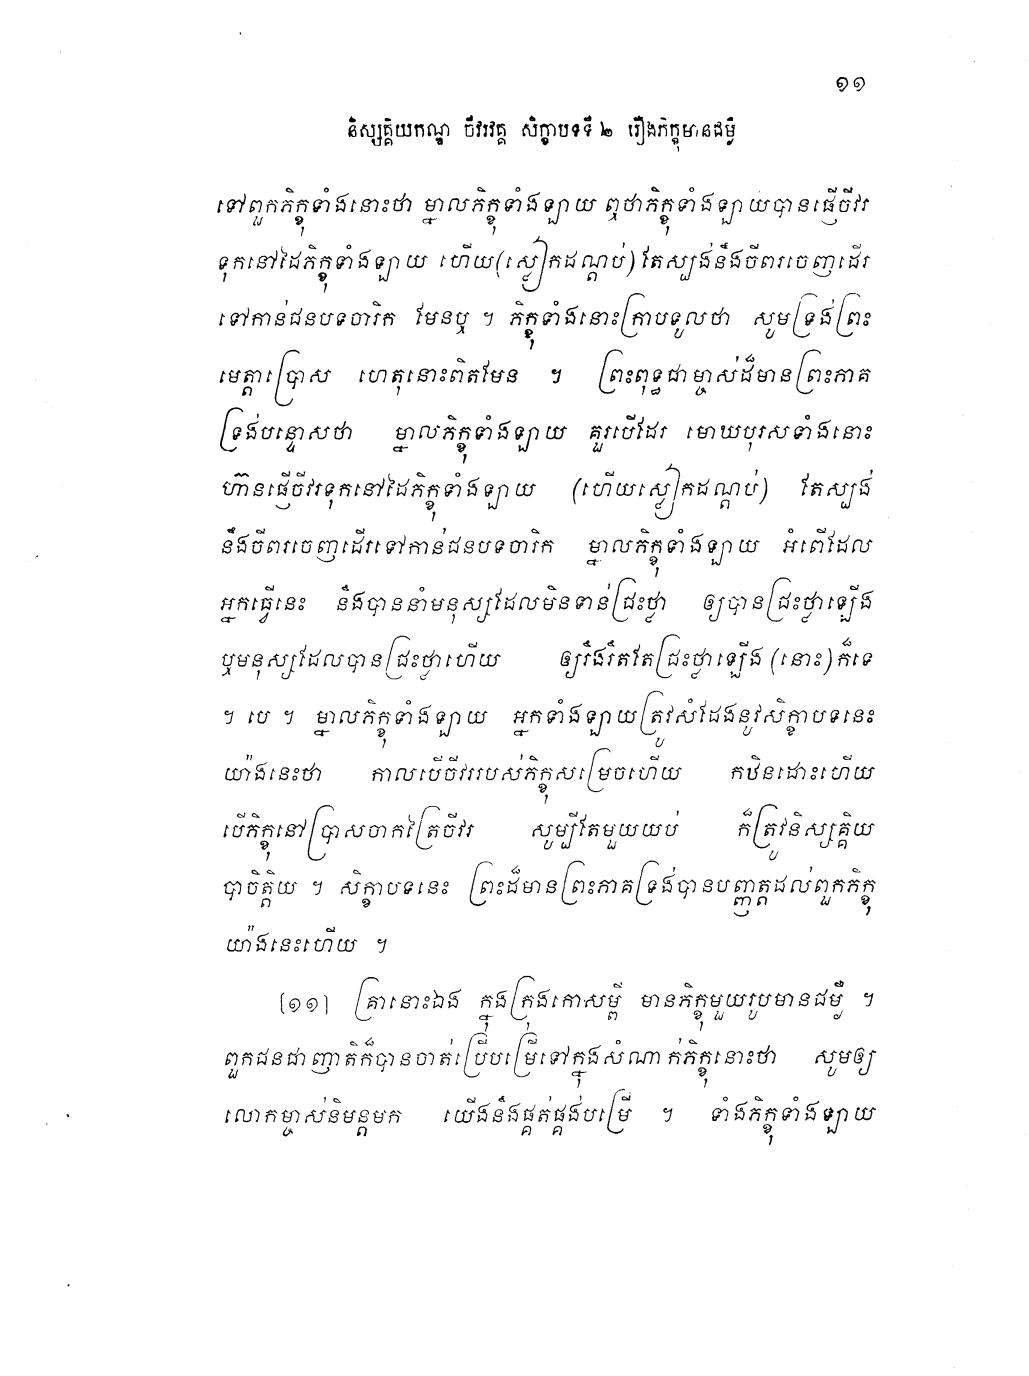 ១១
និស្សគ្គិយកណ្ឌ ចីវរវគ្គ សិក្ខាបទទី ២ រឿងភិក្ខុមានជម្ងឺ
ទៅពួកភិក្ខុទាំងនោះថា ម្នាលភិក្ខុទាំងឡាយ ឮថាភិក្ខុទាំងឡាយបានផ្ញើចីវរ
ទុកនៅដៃភិក្ខុទាំងឡាយ ហើយ(ស្លៀកដណ្តប់) តែស្បង់នឹងចីពរចេញដើរ
ទៅកាន់ជនបទចារិក មែនឬ ។ ភិក្ខុទាំងនោះក្រាបទូលថា សូមទ្រង់ព្រះ
មេត្តាប្រោស ហេតុនោះពិតមែន ។ ព្រះពុទ្ធជាម្ចាស់ដ៏មានព្រះភាគ
ទ្រង់បន្ទោសថា ម្នាលភិក្ខុទាំងឡាយ គួរបើដែរ មោឃបុរសទាំងនោះ
ហ៊ានផ្ញើចីវរទុកនៅដៃភិក្ខុទាំងឡាយ (ហើយស្លៀកដណ្តប់) តែស្បង់
នឹងចីពរចេញដើរទៅកាន់ជនបទចារិក ម្នាលភិក្ខុទាំងឡាយ អំពើដែល
អ្នកធ្វើនេះ នឹងបាននាំមនុស្សដែលមិនទាន់ជ្រះថ្លា ឲ្យបានជ្រះថ្លាឡើង
ឬមនុស្សដែលបានជ្រះថ្លាហើយ ឲ្យរឹងរឹតតែជ្រះថ្លាឡើង (នោះ) ក៏ទេ
។ បេ ។ ម្នាលភិក្ខុទាំងឡាយ អ្នកទាំងឡាយត្រូវសំដែងនូវសិក្ខាបទនេះ
យ៉ាងនេះថា កាលបើចីវររបស់ភិក្ខុសម្រេចហើយ កឋិនដោះហើយ
បើភិក្ខុនៅប្រាសចាកត្រៃចីវរ សូម្បីតែមួយយប់ ក៏ត្រូវនិស្សគ្គិយ
បាចិត្តិយ ។ សិក្ខាបទនេះ ព្រះដ៏មានព្រះភាគទ្រង់បានបញ្ញត្តដល់ពួកភិក្ខុ
យ៉ាងនេះហើយ ។
[១១] គ្រានោះឯង ក្នុងក្រុងកោសម្ពី មានភិក្ខុមួយរូបមានជម្ងឺ ។
ពួកជនជាញាតិក៏បានចាត់ប្រើបម្រើទៅក្នុងសំណាក់ភិក្ខុនោះថា សូមឲ្យ
លោកម្ចាស់និមន្តមក យើងនឹងផ្គត់ផ្គង់បម្រើ ។ ទាំងភិក្ខុទាំងឡាយ